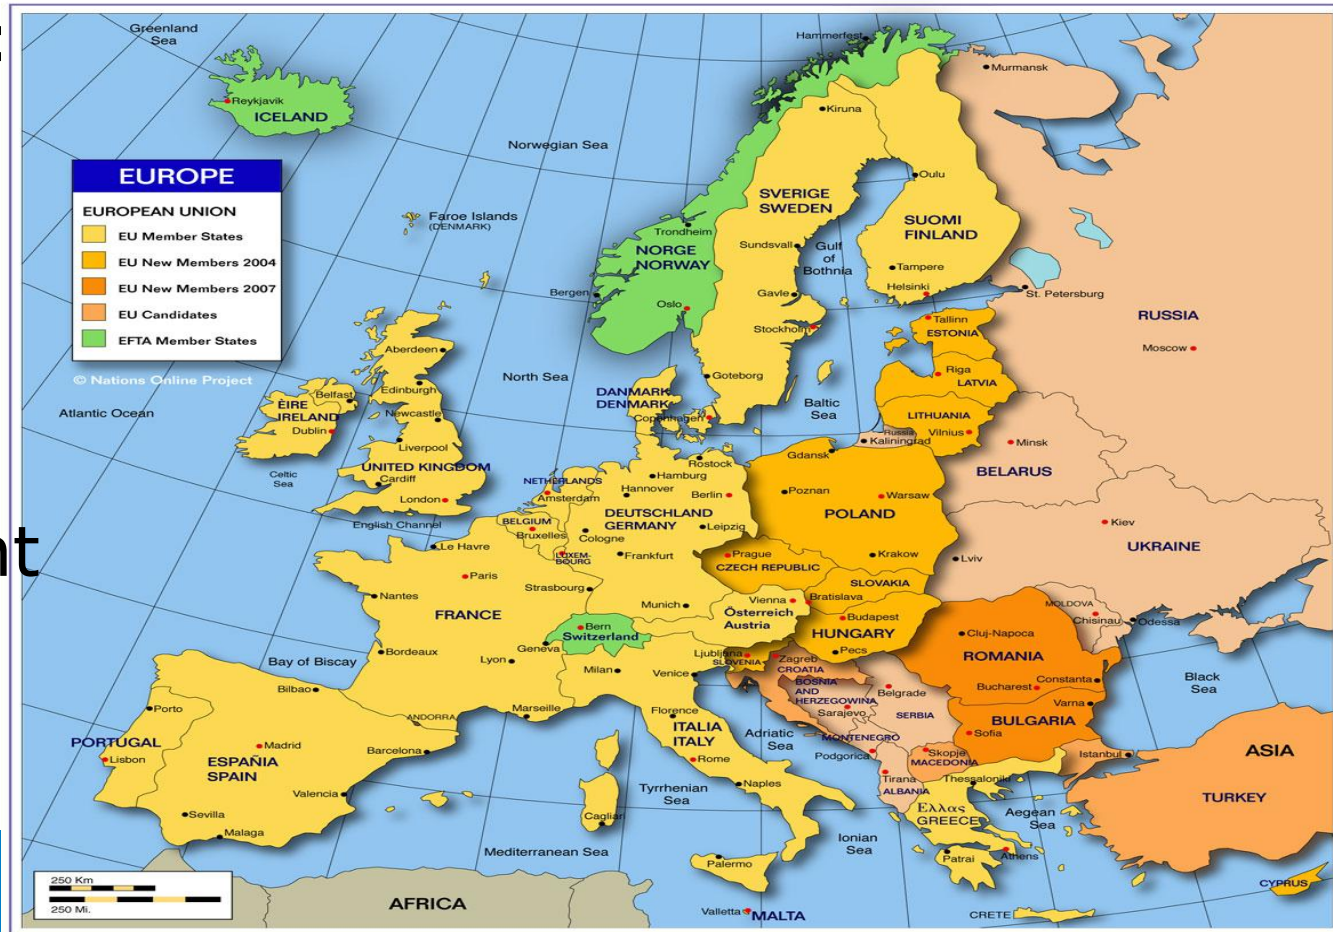 Greenland
Sea
Hammerfest
Murmansk
Reykjavik
ICELAND
Kiruna
Norwegian Sea
EUROPE
EUROPEAN UNION
EU Member States
EU New Members 2004
EU New Members 2007
EU Candidates
EFTA Member States
© Nations Online Project
Oulu
SVERIGE
SWEDEN
Faroe Islands
(DENMARK)
Trondheim
SUOMI
FINLAND
NORGE
NORWAY
Sundsvall
Gulf
of
Bothnia
Tampere
Helsinki
Bergen
Gavle
St. Petersburg
Oslo
Stockholm
Tallinn
ESTONIA
RUSSIA
Moscow
Aberdeen
North Sea
Goteborg
Riga
LATVIA
Edinburgh
Belfast
DANMARK
DENMARK
Copenhagen
Baltic
Sea
Atlantic Ocean
ÈIRE
IRELAND
Dublin
Newcastle
Liverpool
LITHUANIA
Vilnius
Russia
Kaliningrad
Minsk
BELARUS
Celtic
Sea
UNITED KINGDOM
Cardiff
London
English Channel
NETHERLANDS
Amsterdam
Rostock
Hamburg
Hannover
Berlin
Gdansk
Poznan
Warsaw
POLAND
DEUTSCHLAND
GERMANY
BELGIUM
Bruxelles
Cologne
Leipzig
Kiev
UKRAINE
nt
Le Havre
LUXEM-
BOURG
Frankfurt
Prague
CZECH REPUBLIC
Krakow
Lviv
Paris
Strasbourg
SLOVAKIA
Nantes
FRANCE
Munich
Vienna
Bratislava
Österreich
Austria
Budapest
HUNGARY
Pecs
MOLDOVA
Chisinau
Odessa
Bern
Switzerland
Geneva
Cluj-Napoca
ROMANIA
Bay of Biscay
Bordeaux
Lyon
Milan
Venice
Ljubljana
SLOVENIA
Zagreb
CROATIA
BOSNIA
AND
HERZEGOWINA
Sarajevo
Belgrade
SERBIA
Bucharest
Constanta
Black
Sea
Bilbao
Porto
Marseille
ANDORRA
Florence
ITALIA
ITALY
Rome
Adriatic
Sea
MONTENEGRO
Podgorica
Varna
BULGARIA
Sofia
PORTUGAL
Lisbon
Madrid
ESPAÑIA
SPAIN
Barcelona
Skopje
MACEDONIA
Tirana
ALBANIA
Istanbul
ASIA
TURKEY
Valencia
Tyrrhenian
Sea
Naples
Thessaloniki
Ελλας
GREECE
Aegean
Sea
Sevilla
Malaga
Cagliari
Mediterranean Sea
Palermo
Ionian
Sea
Patrai
Athens
250 Km
250 Mi.
AFRICA
Valletta
MALTA
CRETE
CYPRUS